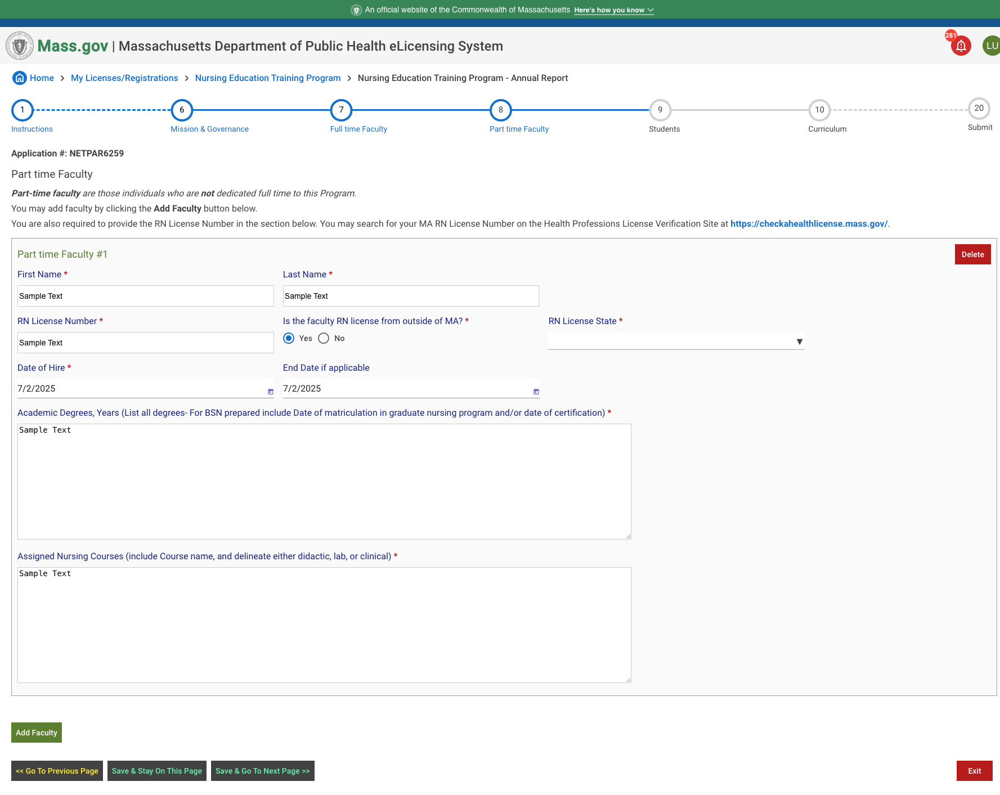 An official website of the Commonwealth of Massachusetts Here's how you know
Mass.gov | Massachusetts Department of Public Health eLicensing System
281
LU
Home > My Licenses/Registrations > Nursing Education Training Program > Nursing Education Training Program - Annual Report
1 6 7 8 9 10 20
Instructions Mission & Governance Full time Faculty Part time Faculty Students Curriculum Submit
Application #: NETPAR6259
Part time Faculty
Part-time faculty are those individuals who are not dedicated full time to this Program.
You may add faculty by clicking the Add Faculty button below.
You are also required to provide the RN License Number in the section below. You may search for your MA RN License Number on the Health Professions License Verification Site at https://checkahealthlicense.mass.gov/.
Part time Faculty #1 Delete
First Name * Last Name *
Sample Text Sample Text
RN License Number * Is the faculty RN license from outside of MA? * RN License State *
Sample Text Yes No
Date of Hire * End Date if applicable
7/2/2025 7/2/2025
Academic Degrees, Years (List all degrees- For BSN prepared include Date of matriculation in graduate nursing program and/or date of certification) *
Sample Text
Assigned Nursing Courses (include Course name, and delineate either didactic, lab, or clinical) *
Sample Text
Add Faculty
<< Go To Previous Page Save & Stay On This Page Save & Go To Next Page >> Exit